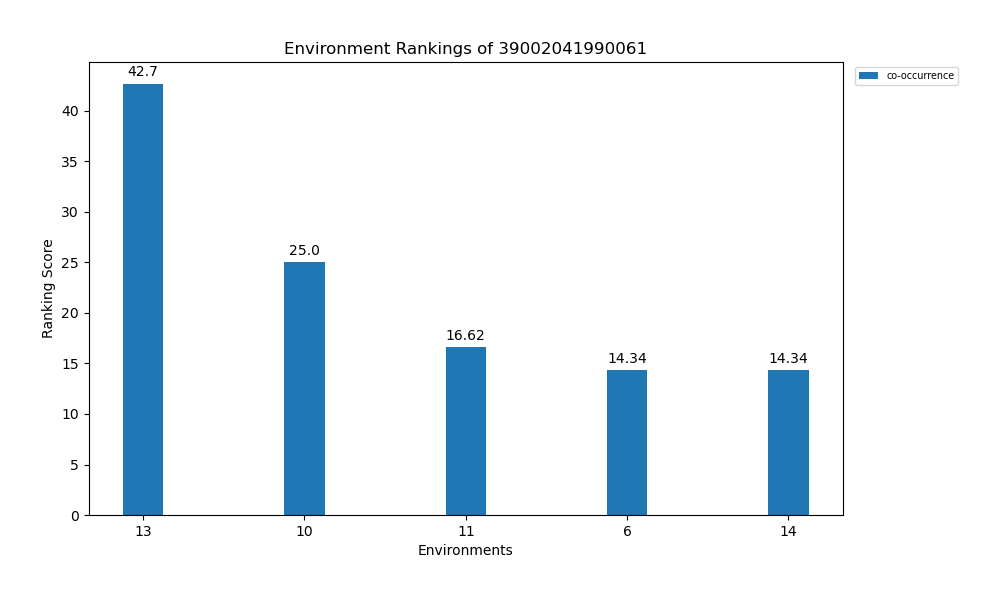 Environment Rankings of 39002041990061
co-occurrence
42.7
25.0
16.62
14.34
14.34
Ranking Score
40
35
30
25
20
15
10
5
0
13 10 11 6 14
Environments